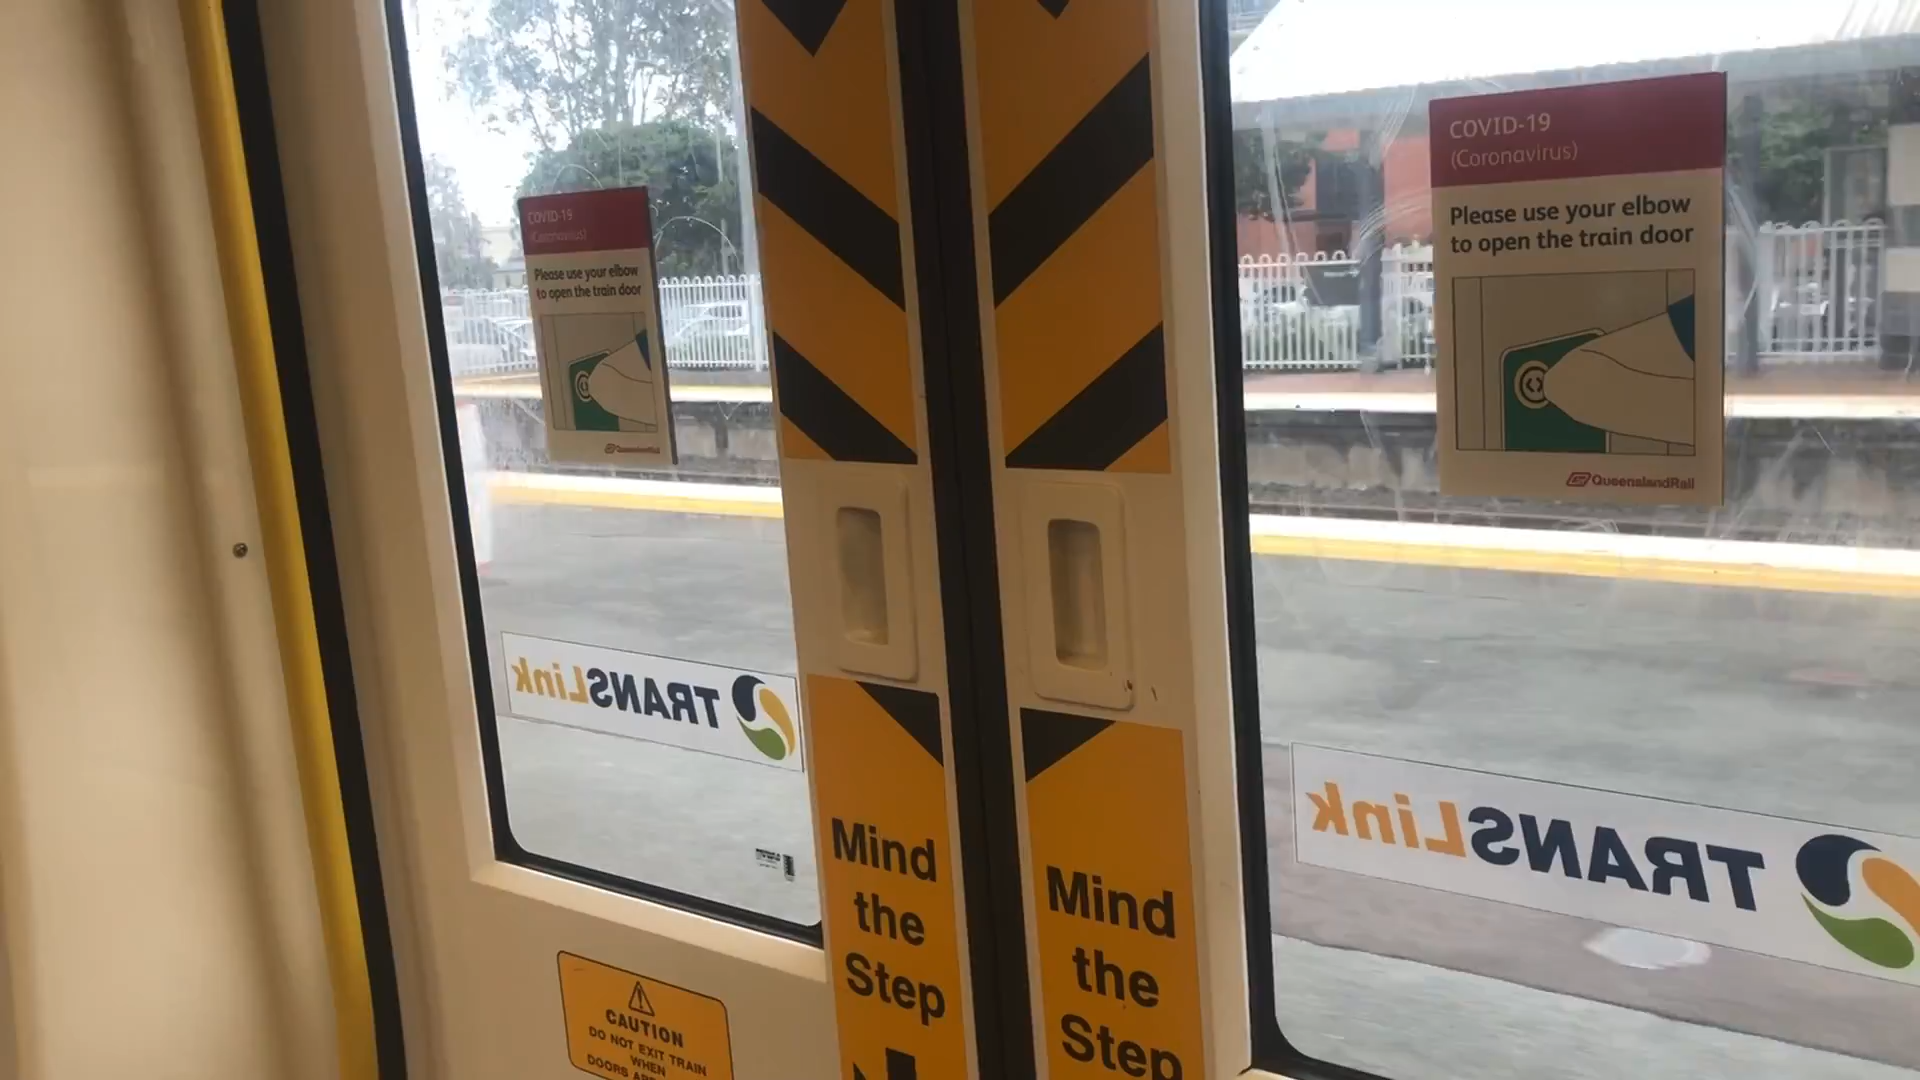 COVID-19
(Coronavirus)
Please use your elbow
to open the train door
QueenslandRail
COVID-19
(Coronavirus)
Please use your elbow
to open the train door
QueenslandRail
TRANSLink
TRANSLink
Mind
the
Step
Mind
the
Step
CAUTION
DO NOT EXIT TRAIN
WHEN
DOORS